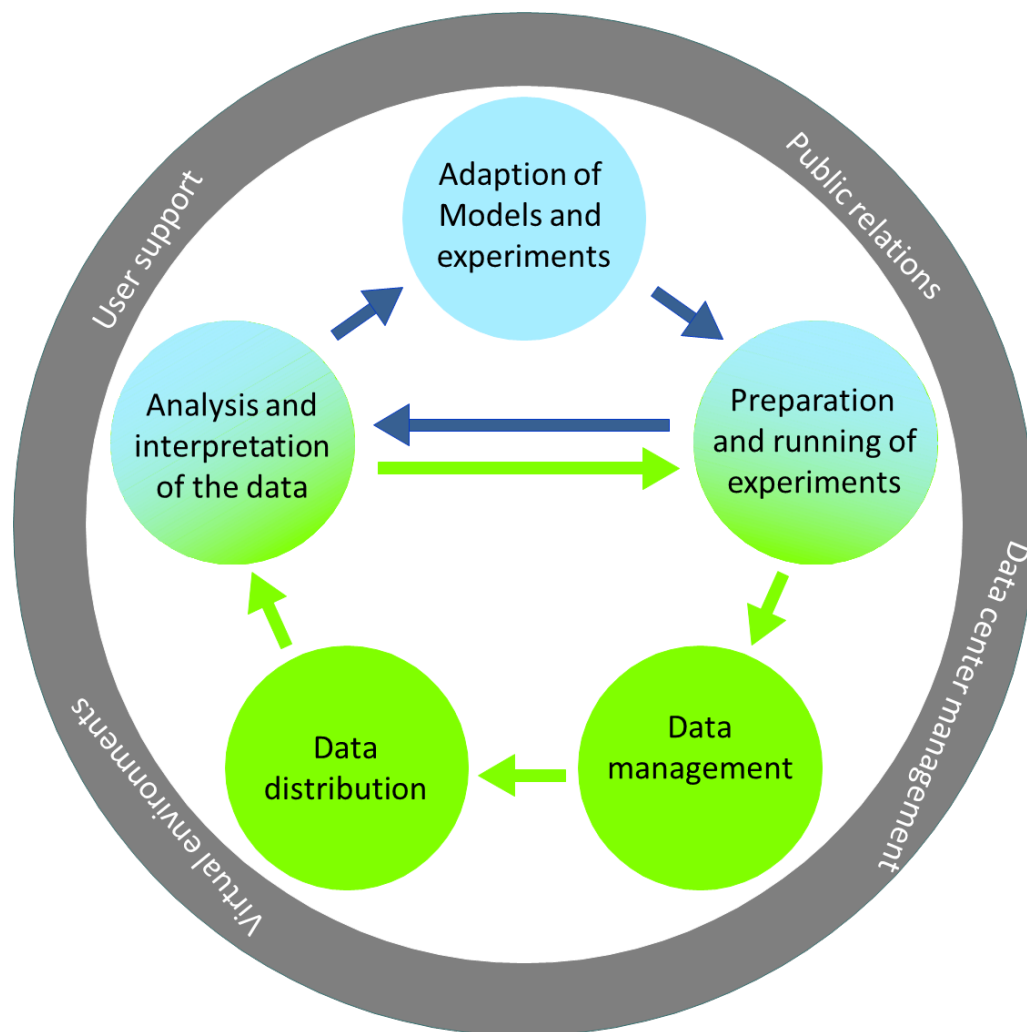 Adaption of
Models and
experiments
Public relations
User support
Analysis and
interpretation
of the data
Preparation
and running of
experiments
Data center management
Data
distribution
Data
management
Virtual environments